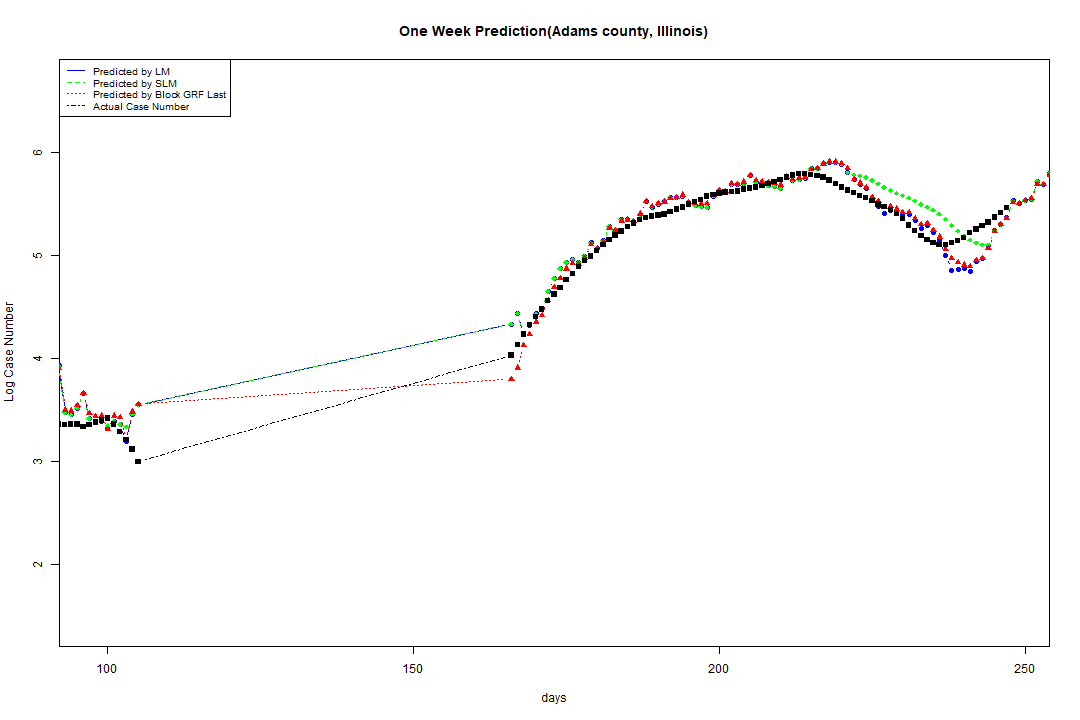 One Week Prediction(Adams county, Illinois)
Predicted by LM
Predicted by SLM
Predicted by Block GRF Last
Actual Case Number
6
5
4
3
2
Log Case Number
100 150 200 250
days